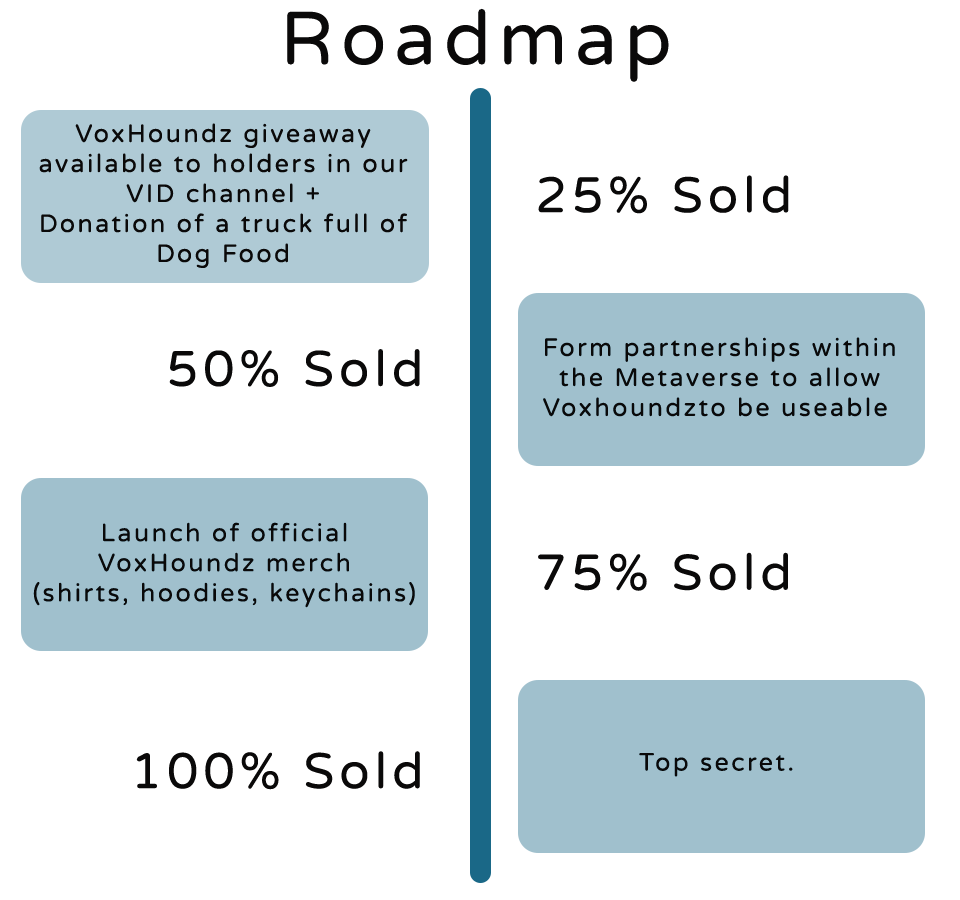 Roadmap
VoxHoundz giveaway
available to holders in our
VID channel +
Donation of a truck full of
Dog Food
25% Sold
50% Sold
Form partnerships within
the Metaverse to allow
Voxhoundzto be useable
Launch of official
VoxHoundz merch
(shirts, hoodies, keychains)
75% Sold
100% Sold
Top secret.